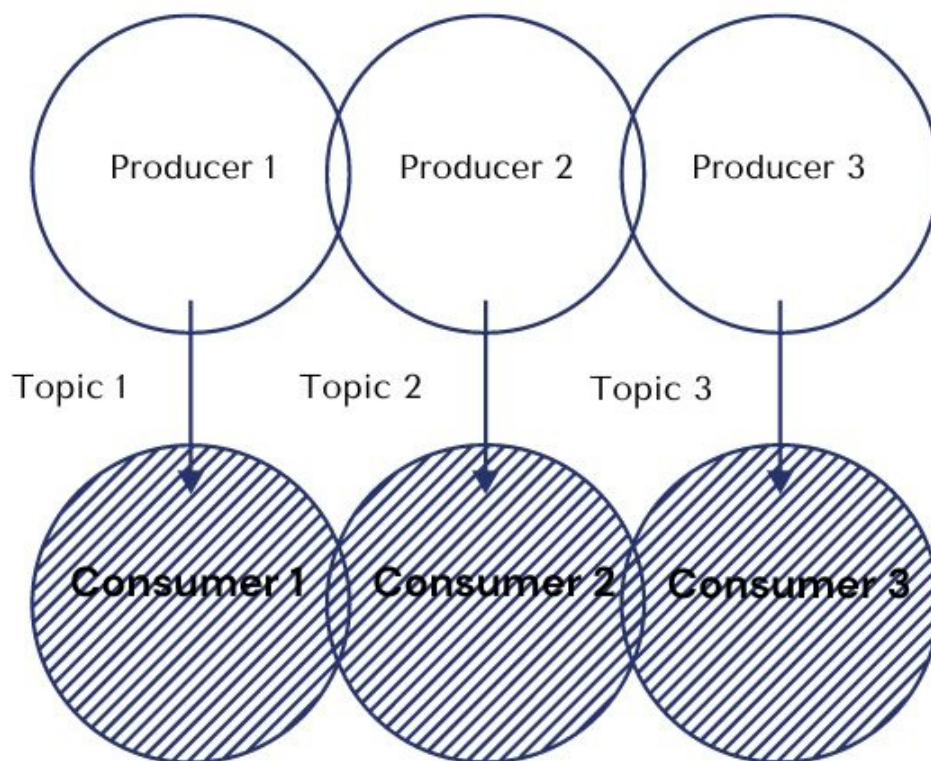 Producer 1 Producer 2 Producer 3
Topic 1 Topic 2 Topic 3
Consumer 1 Consumer 2 Consumer 3